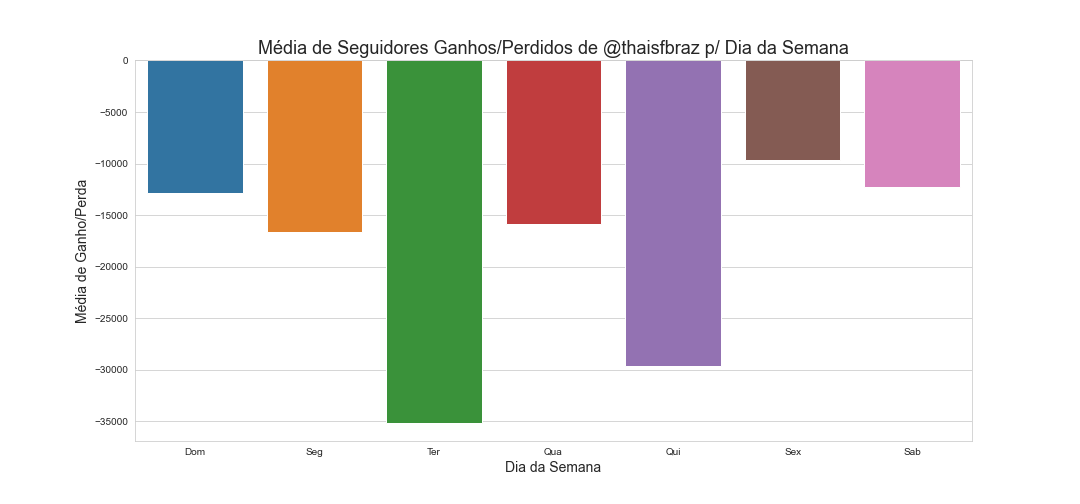 Média de Seguidores Ganhos/Perdidos de @thaisfbraz p/ Dia da Semana
0
−5000
−10000
−15000
−20000
−25000
−30000
−35000
Média de Ganho/Perda
Dom Seg Ter Qua Qui Sex Sab
Dia da Semana